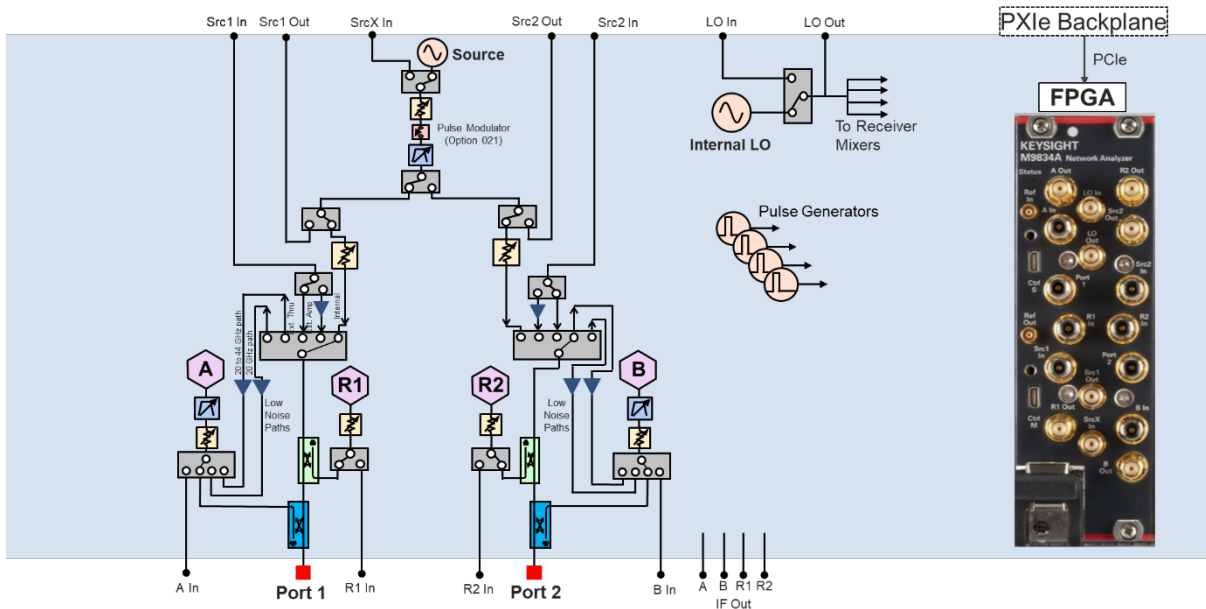 Src1 In
Src1 Out
SrcX In
Src2 Out
Src2 In
LO In
LO Out
PXIe Backplane
PCIe
FPGA
Source
Pulse Modulator
(Option 021)
Internal LO
To Receiver
Mixers
Pulse Generators
20 to 44 GHz path
20 GHz path
Ext. Thru
Ext. Amp
Internal
A
R1
R2
B
Low
Noise
Paths
Low
Noise
Paths
A In
Port 1
R1 In
R2 In
Port 2
B In
A
B
R1
R2
IF Out
KEYSIGHT
M9834A Network Analyzer
Status
A Out
R2 Out
Ref
In
A In
LO In
Src2
Out
LO
Out
Src2
In
Ctrl
S
Port
1
Ref
Out
R1
In
R2
In
Src1
In
Port
2
Src1
Out
Ctrl
M
R1 Out
SrcX
In
B In
B
Out